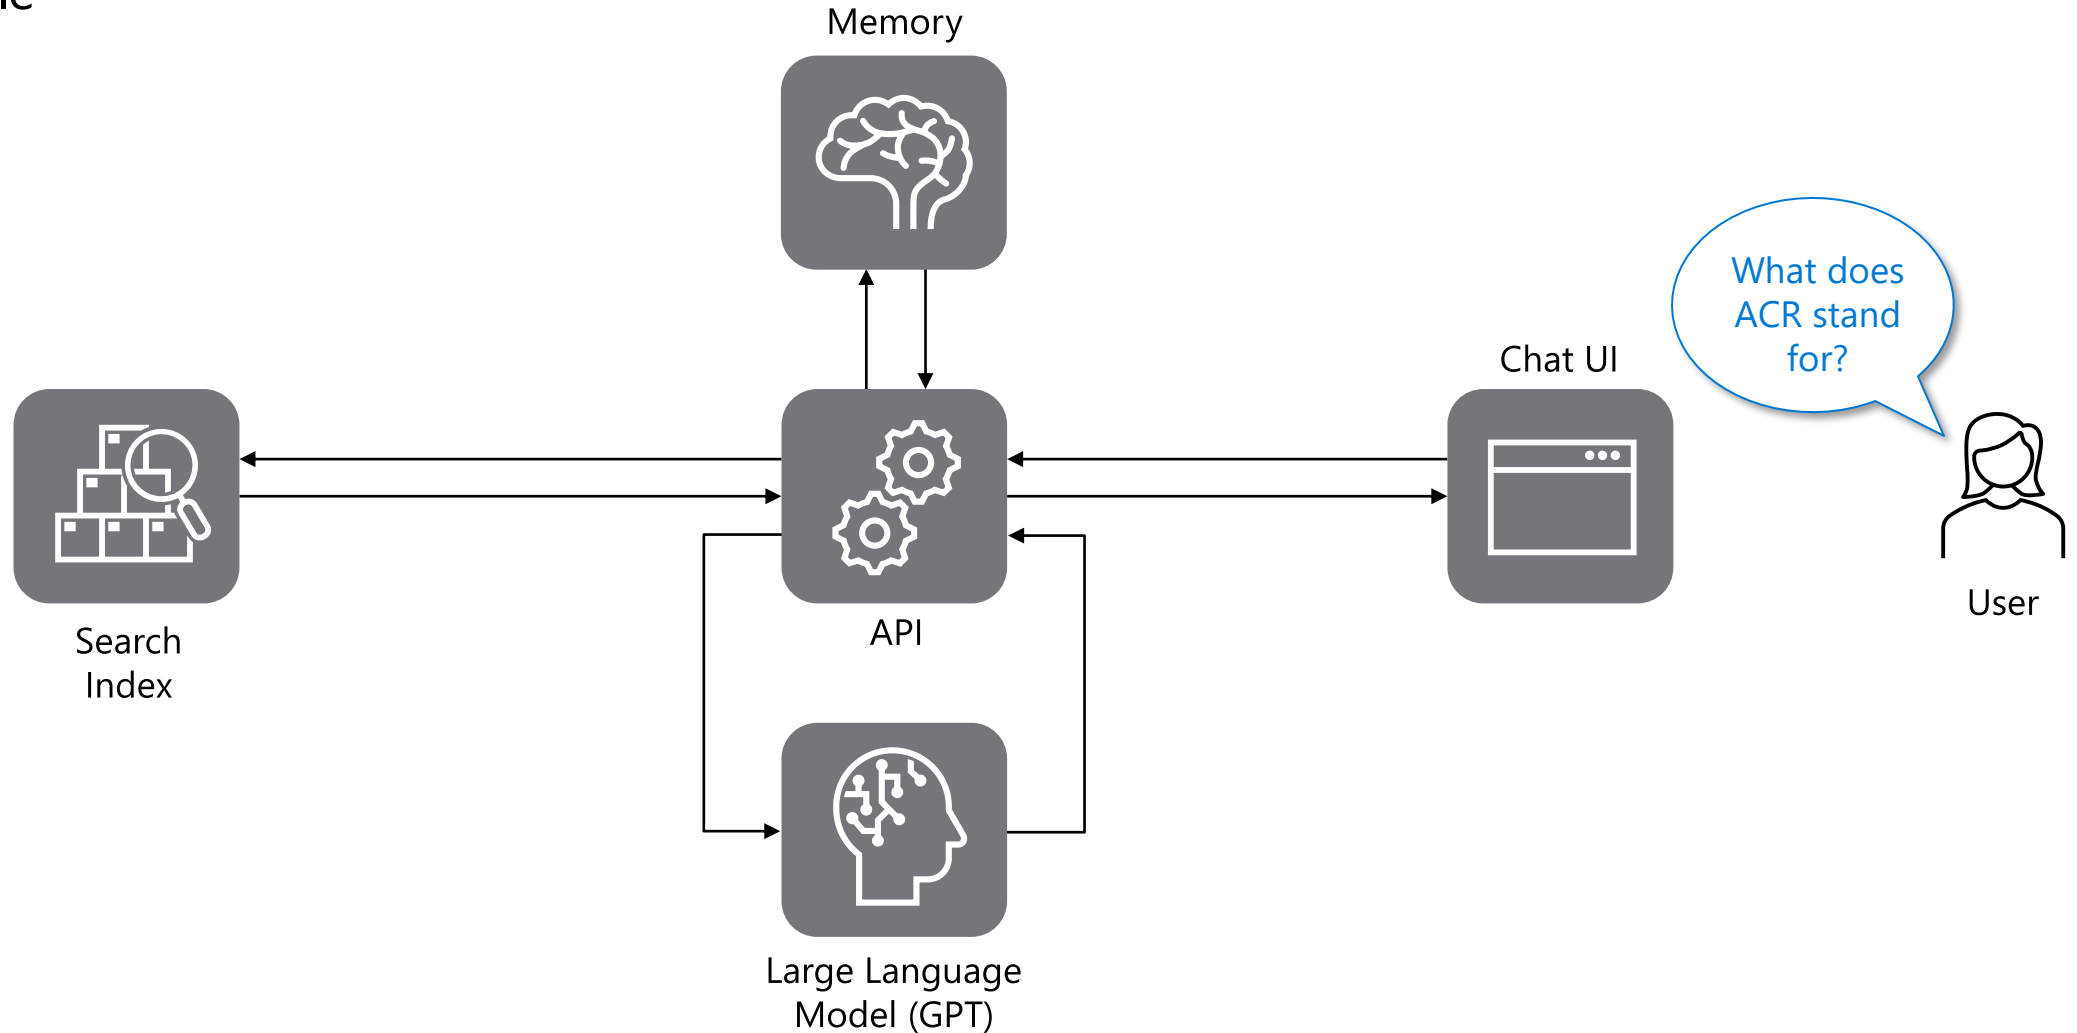 Memory
What does
ACR stand
for?
Chat UI
User
API
Search
Index
Large Language
Model (GPT)